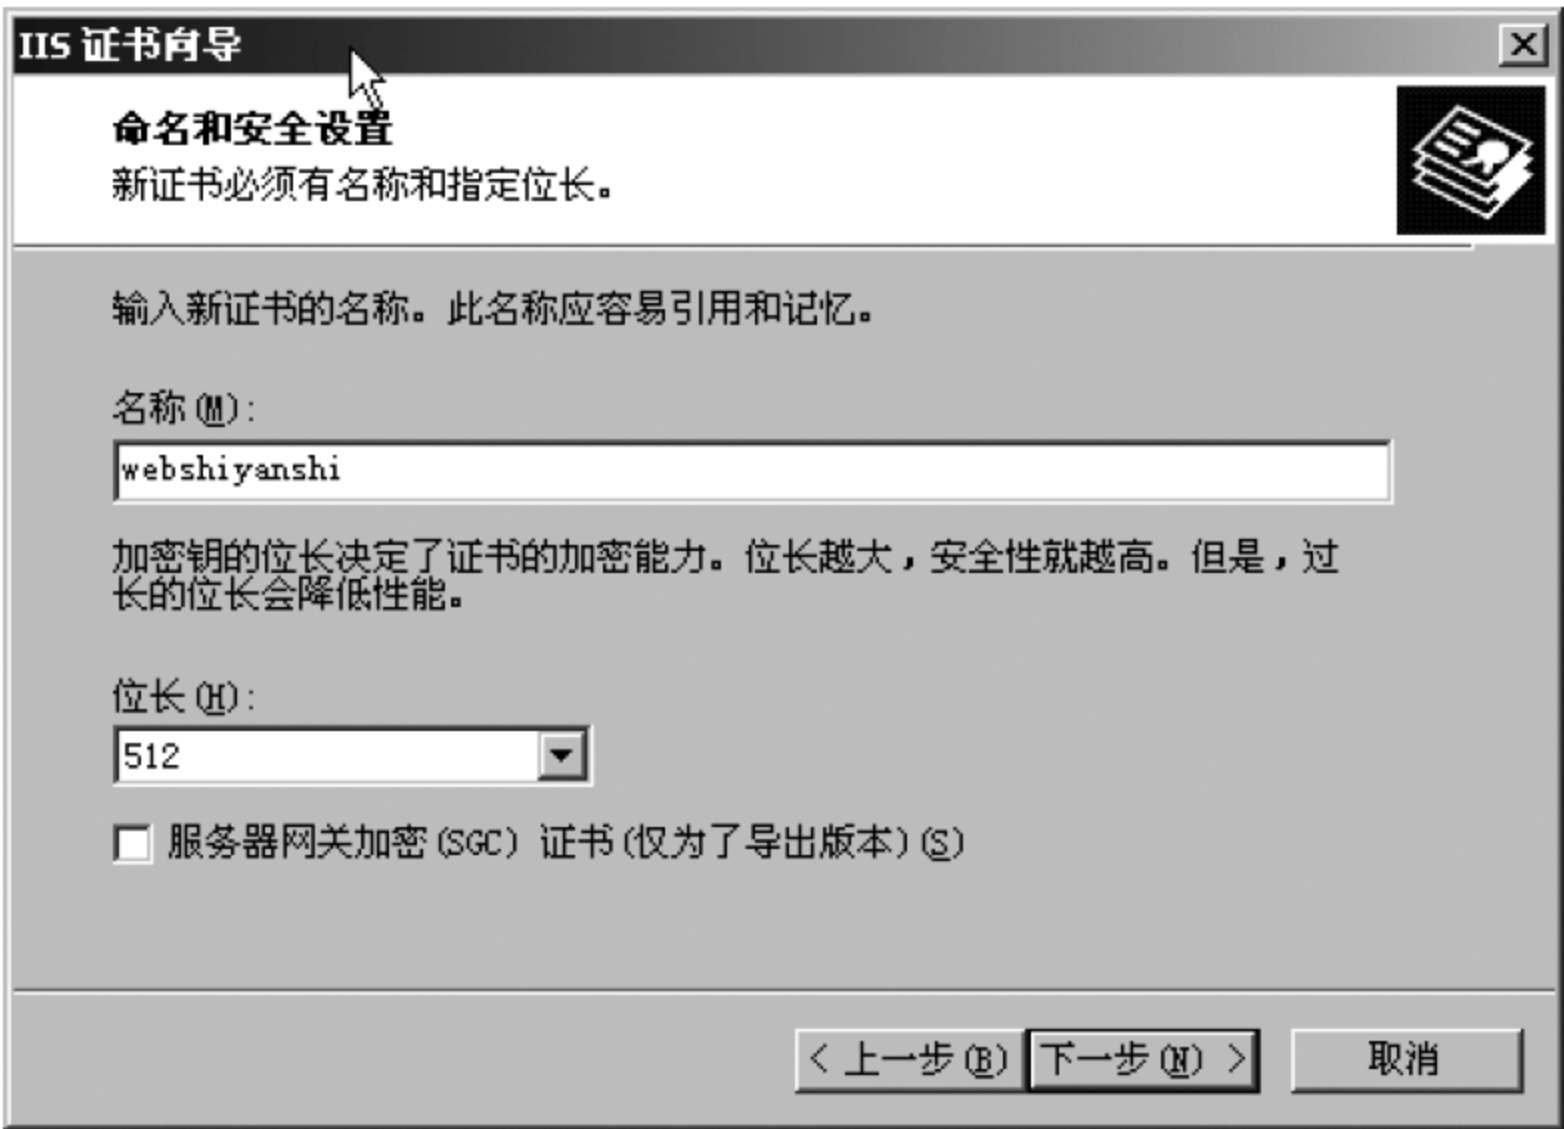 IIS 证书向导
命名和安全设置
新证书必须有名称和指定位长。
输入新证书的名称。此名称应容易引用和记忆。
名称(M):
webshiyanshi
加密钥的位长决定了证书的加密能力。位长越大，安全性就越高。但是，过
长的位长会降低性能。
位长(H):
512
服务器网关加密(SGC) 证书(仅为了导出版本)(S)
< 上一步(B) 下一步(N) > 取消